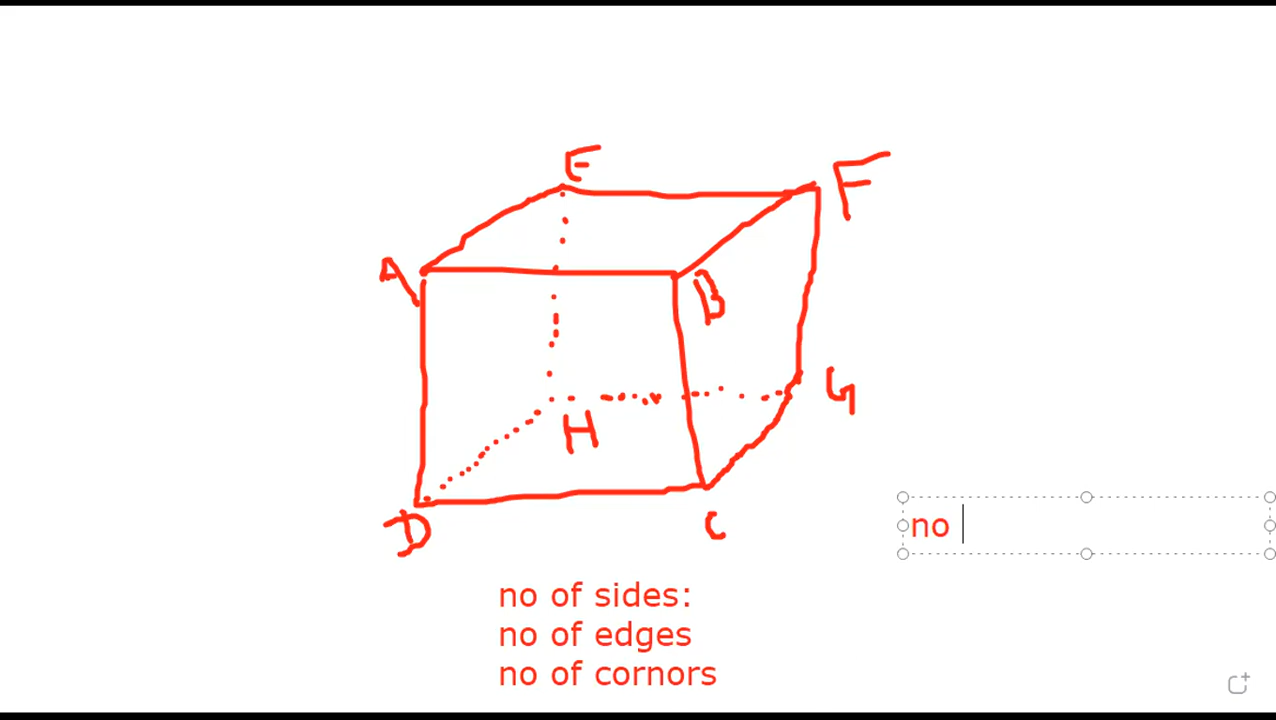 E
F
A
B
G
H
D
C
no
no of sides:
no of edges
no of cornors